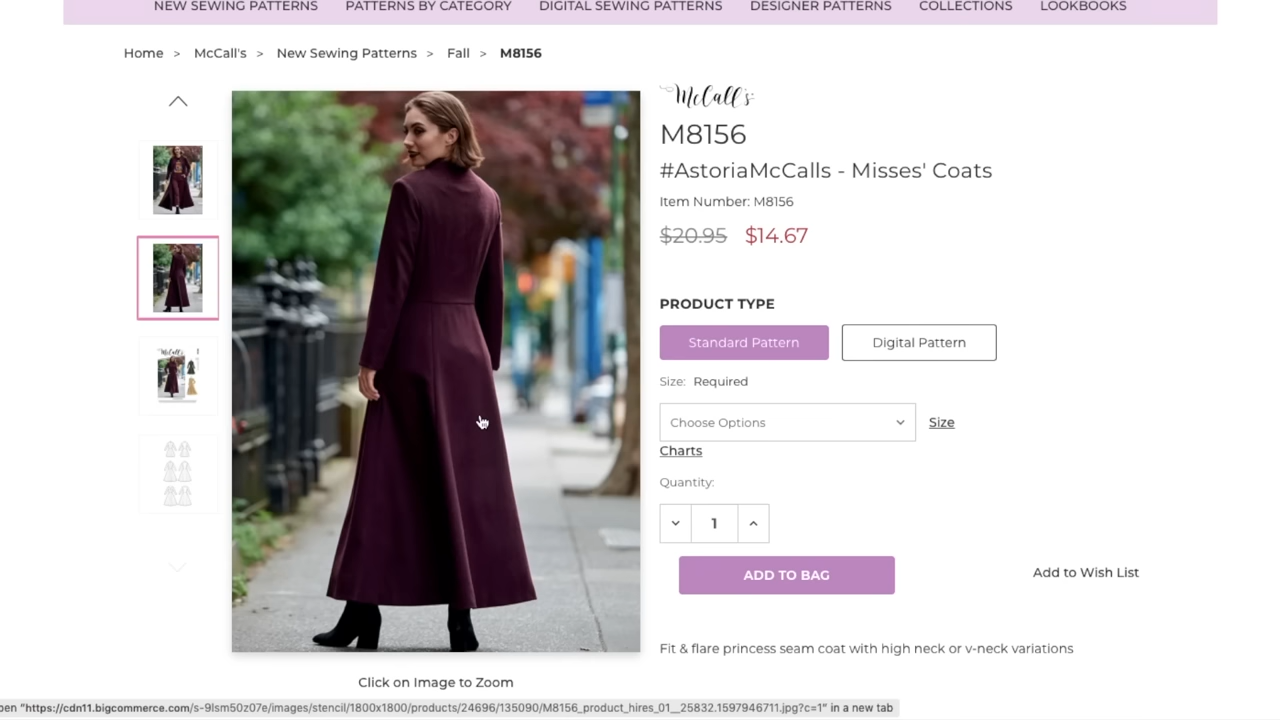 NEW SEWING PATTERNS PATTERNS BY CATEGORY DIGITAL SEWING PATTERNS DESIGNER PATTERNS COLLECTIONS LOOKBOOKS
Home > McCall's > New Sewing Patterns > Fall > M8156
McCall's
M8156
#AstoriaMcCalls - Misses' Coats
Item Number: M8156
$20.95 $14.67
PRODUCT TYPE
Standard Pattern Digital Pattern
Size: Required
Choose Options Size
Charts
Quantity:
1
ADD TO BAG Add to Wish List
Fit & flare princess seam coat with high neck or v-neck variations
Click on Image to Zoom
pen "https://cdn11.bigcommerce.com/s-9lsm50z07e/images/stencil/1800x1800/products/24696/135090/M8156_product_hires_01__25832.1597946711.jpg?c=1" in a new tab